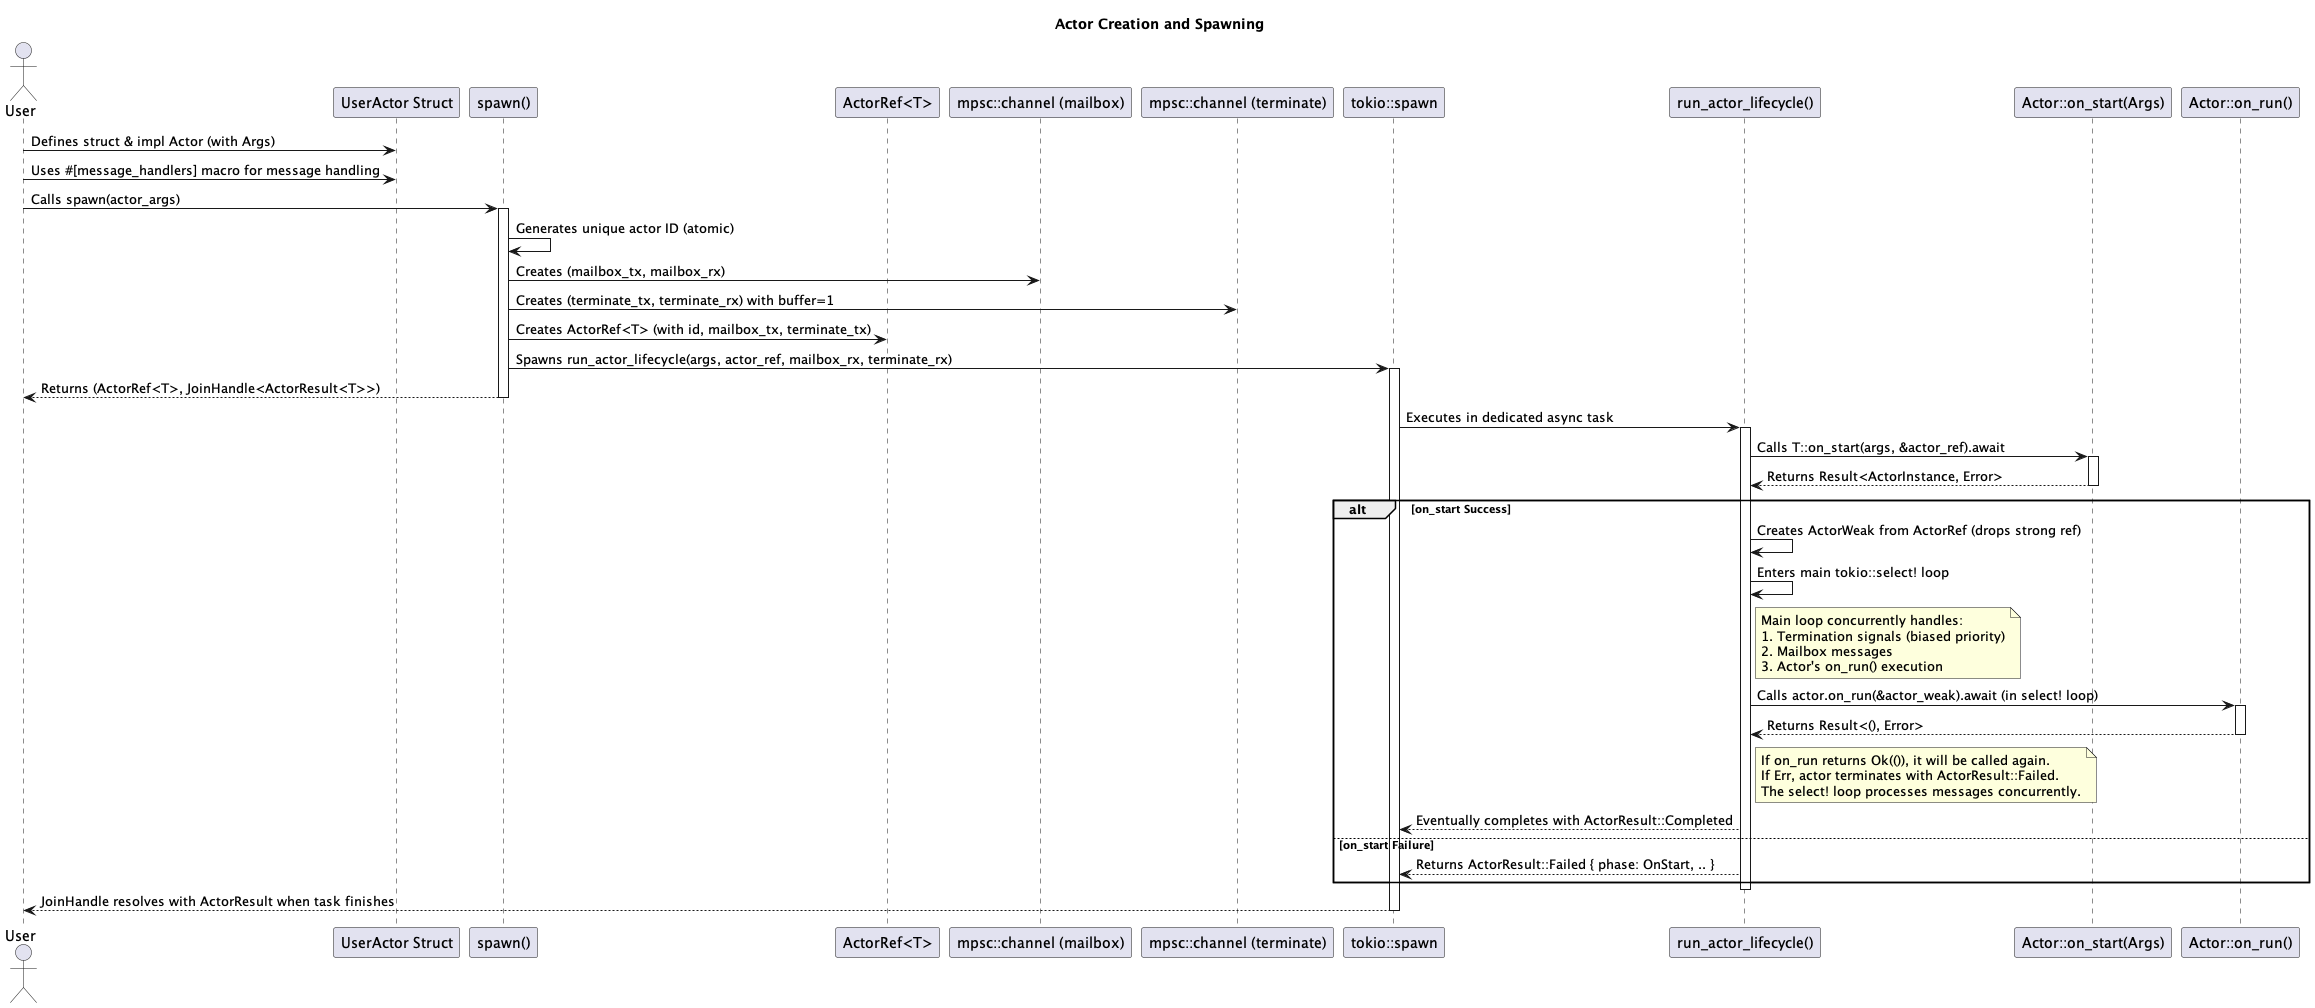 Actor Creation and Spawning
User
UserActor Struct
spawn()
ActorRef<T>
mpsc::channel (mailbox)
mpsc::channel (terminate)
tokio::spawn
run_actor_lifecycle()
Actor::on_start(Args)
Actor::on_run()
Defines struct & impl Actor (with Args)
Uses #[message_handlers] macro for message handling
Calls spawn(actor_args)
Generates unique actor ID (atomic)
Creates (mailbox_tx, mailbox_rx)
Creates (terminate_tx, terminate_rx) with buffer=1
Creates ActorRef<T> (with id, mailbox_tx, terminate_tx)
Spawns run_actor_lifecycle(args, actor_ref, mailbox_rx, terminate_rx)
Returns (ActorRef<T>, JoinHandle<ActorResult<T>>)
Executes in dedicated async task
Calls T::on_start(args, &actor_ref).await
Returns Result<ActorInstance, Error>
alt
[on_start Success]
Creates ActorWeak from ActorRef (drops strong ref)
Enters main tokio::select! loop
Main loop concurrently handles:
1. Termination signals (biased priority)
2. Mailbox messages
3. Actor's on_run() execution
Calls actor.on_run(&actor_weak).await (in select! loop)
Returns Result<(), Error>
If on_run returns Ok(()), it will be called again.
If Err, actor terminates with ActorResult::Failed.
The select! loop processes messages concurrently.
Eventually completes with ActorResult::Completed
[on_start Failure]
Returns ActorResult::Failed { phase: OnStart, .. }
JoinHandle resolves with ActorResult when task finishes
User
UserActor Struct
spawn()
ActorRef<T>
mpsc::channel (mailbox)
mpsc::channel (terminate)
tokio::spawn
run_actor_lifecycle()
Actor::on_start(Args)
Actor::on_run()